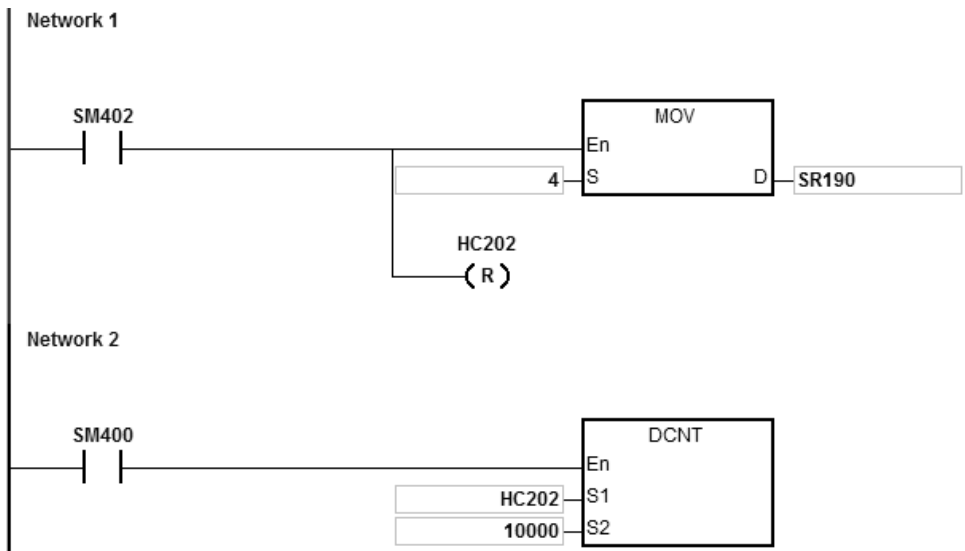 Network 1
SM402
MOV
En
4 S D SR190
HC202
( R )
Network 2
SM400
DCNT
En
HC202 S1
10000 S2